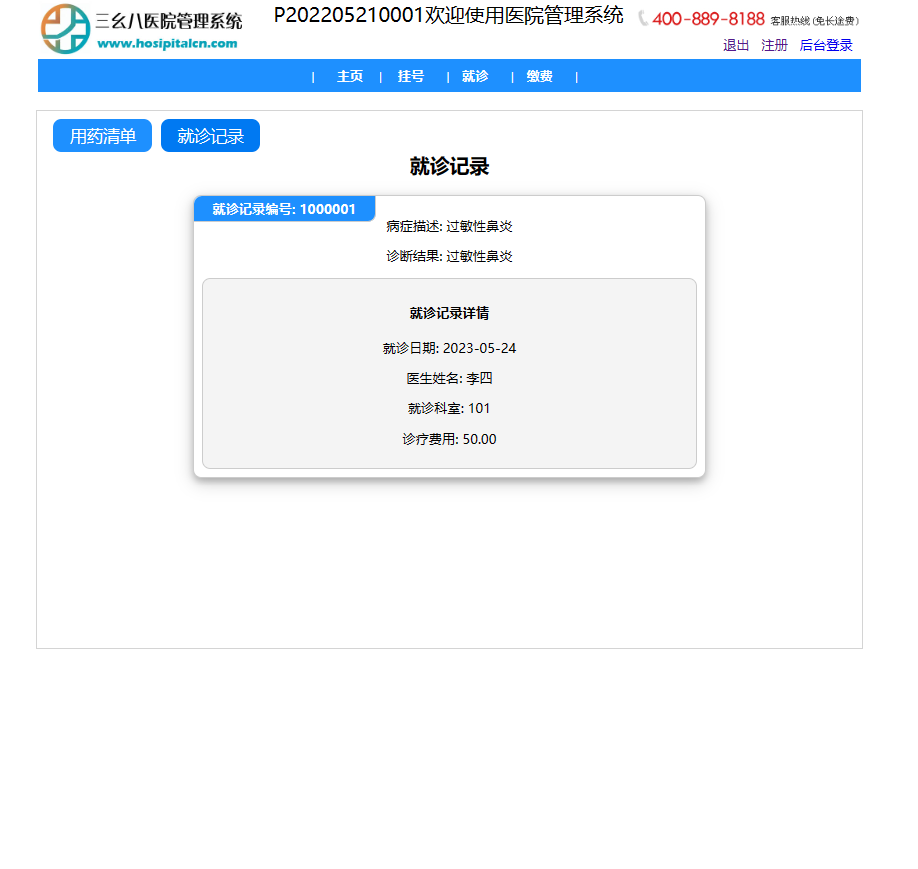 三幺八医院管理系统
www.hosipitalcn.com
P202205210001欢迎使用医院管理系统
400-889-8188 客服热线 (免长途费)
退出 注册 后台登录
| 主页 | 挂号 | 就诊 | 缴费 |
用药清单 就诊记录
就诊记录
就诊记录编号: 1000001
病症描述: 过敏性鼻炎
诊断结果: 过敏性鼻炎
就诊记录详情
就诊日期: 2023-05-24
医生姓名: 李四
就诊科室: 101
诊疗费用: 50.00